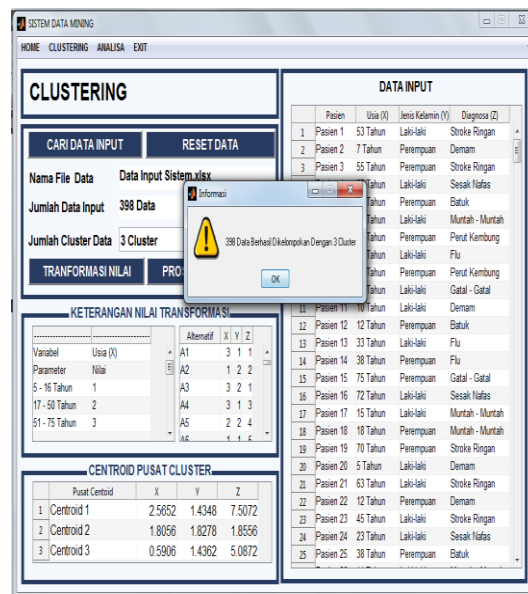 SISTEM DATA MINING
HOME CLUSTERING ANALISA EXIT
CLUSTERING
CARI DATA INPUT RESET DATA
Nama File Data Data Input Sistem.xlsx
Jumlah Data Input 398 Data
Jumlah Cluster Data 3 Cluster
TRANFORMASI NILAI PROS
Informasi
398 Data Berhasil Dikelompokan Dengan 3 Cluster
OK
KETERANGAN NILAI TRANSFORMASI
Variabel Usia (X)
Parameter Nilai
5 - 16 Tahun 1
17 - 50 Tahun 2
51 - 75 Tahun 3
Alternatif X Y Z
A1 3 1 1
A2 1 2 2
A3 3 2 1
A4 3 1 3
A5 2 2 4
A6 1 1 5
CENTROID PUSAT CLUSTER
Pusat Centoid X Y Z
1 Centroid 1 2.5652 1.4348 7.5072
2 Centroid 2 1.8056 1.8278 1.8556
3 Centroid 3 0.5906 1.4362 5.0872
DATA INPUT
Pasien Usia (X) Jenis Kelamin (Y) Diagnosa (Z)
1 Pasien 1 53 Tahun Laki-laki Stroke Ringan
2 Pasien 2 7 Tahun Perempuan Demam
3 Pasien 3 55 Tahun Perempuan Stroke Ringan
Tahun Laki-laki Sesak Nafas
Tahun Perempuan Batuk
Tahun Laki-laki Muntah - Muntah
Tahun Perempuan Perut Kembung
Tahun Laki-laki Flu
Tahun Perempuan Perut Kembung
Tahun Laki-laki Gatal - Gatal
11 Pasien 11 10 Tahun Laki-laki Demam
12 Pasien 12 12 Tahun Perempuan Batuk
13 Pasien 13 33 Tahun Laki-laki Flu
14 Pasien 14 38 Tahun Perempuan Flu
15 Pasien 15 75 Tahun Perempuan Gatal - Gatal
16 Pasien 16 72 Tahun Laki-laki Sesak Nafas
17 Pasien 17 15 Tahun Laki-laki Muntah - Muntah
18 Pasien 18 18 Tahun Perempuan Muntah - Muntah
19 Pasien 19 70 Tahun Perempuan Stroke Ringan
20 Pasien 20 5 Tahun Laki-laki Demam
21 Pasien 21 63 Tahun Laki-laki Stroke Ringan
22 Pasien 22 12 Tahun Perempuan Demam
23 Pasien 23 45 Tahun Laki-laki Stroke Ringan
24 Pasien 24 23 Tahun Laki-laki Sesak Nafas
25 Pasien 25 38 Tahun Perempuan Batuk